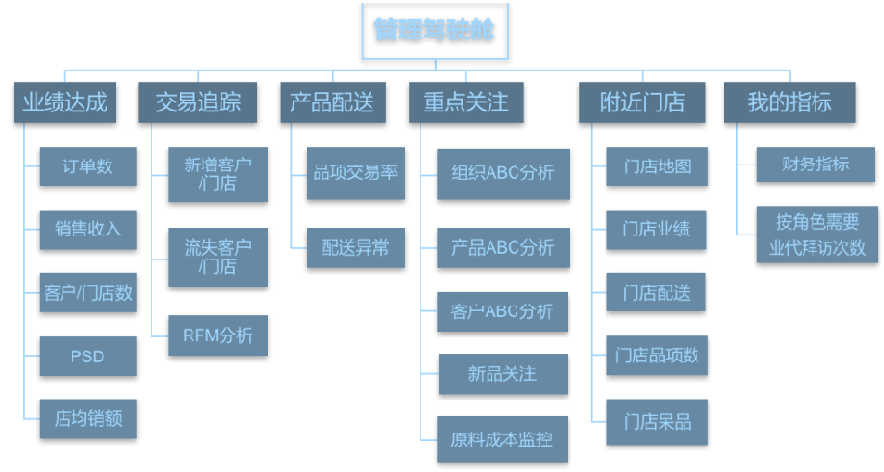 管理驾驶舱
业绩达成
订单数
销售收入
客户/门店数
PSD
店均销额
交易追踪
新增客户
/门店
流失客户
/门店
RFM分析
产品配送
品项交易率
配送异常
重点关注
组织ABC分析
产品ABC分析
客户ABC分析
新品关注
原料成本监控
附近门店
门店地图
门店业绩
门店配送
门店品项数
门店呆品
我的指标
财务指标
按角色需要
业代拜访次数